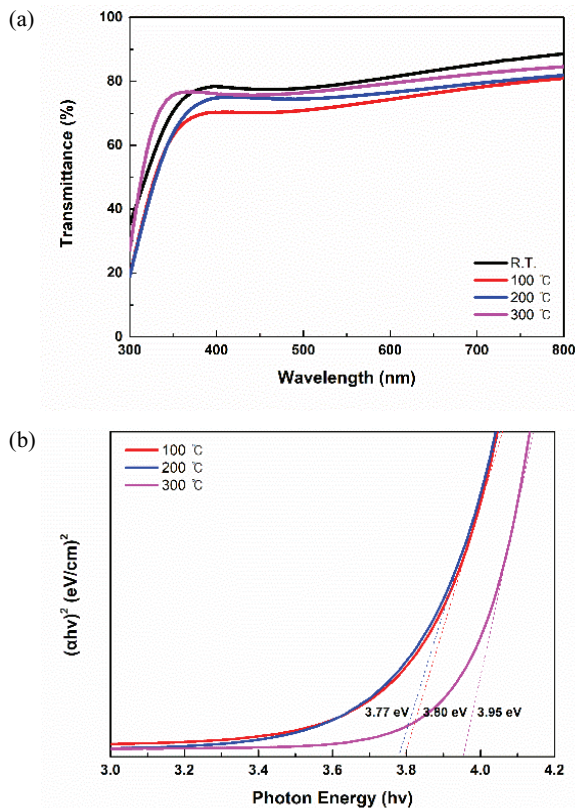 (a)
100
80
60
40
20
0
Transmittance (%)
R.T.
100 ℃
200 ℃
300 ℃
300 400 500 600 700 800
Wavelength (nm)
(b)
100 ℃
200 ℃
300 ℃
(αhν)² (eV/cm)²
3.77 eV 3.80 eV 3.95 eV
3.0 3.2 3.4 3.6 3.8 4.0 4.2
Photon Energy (hν)